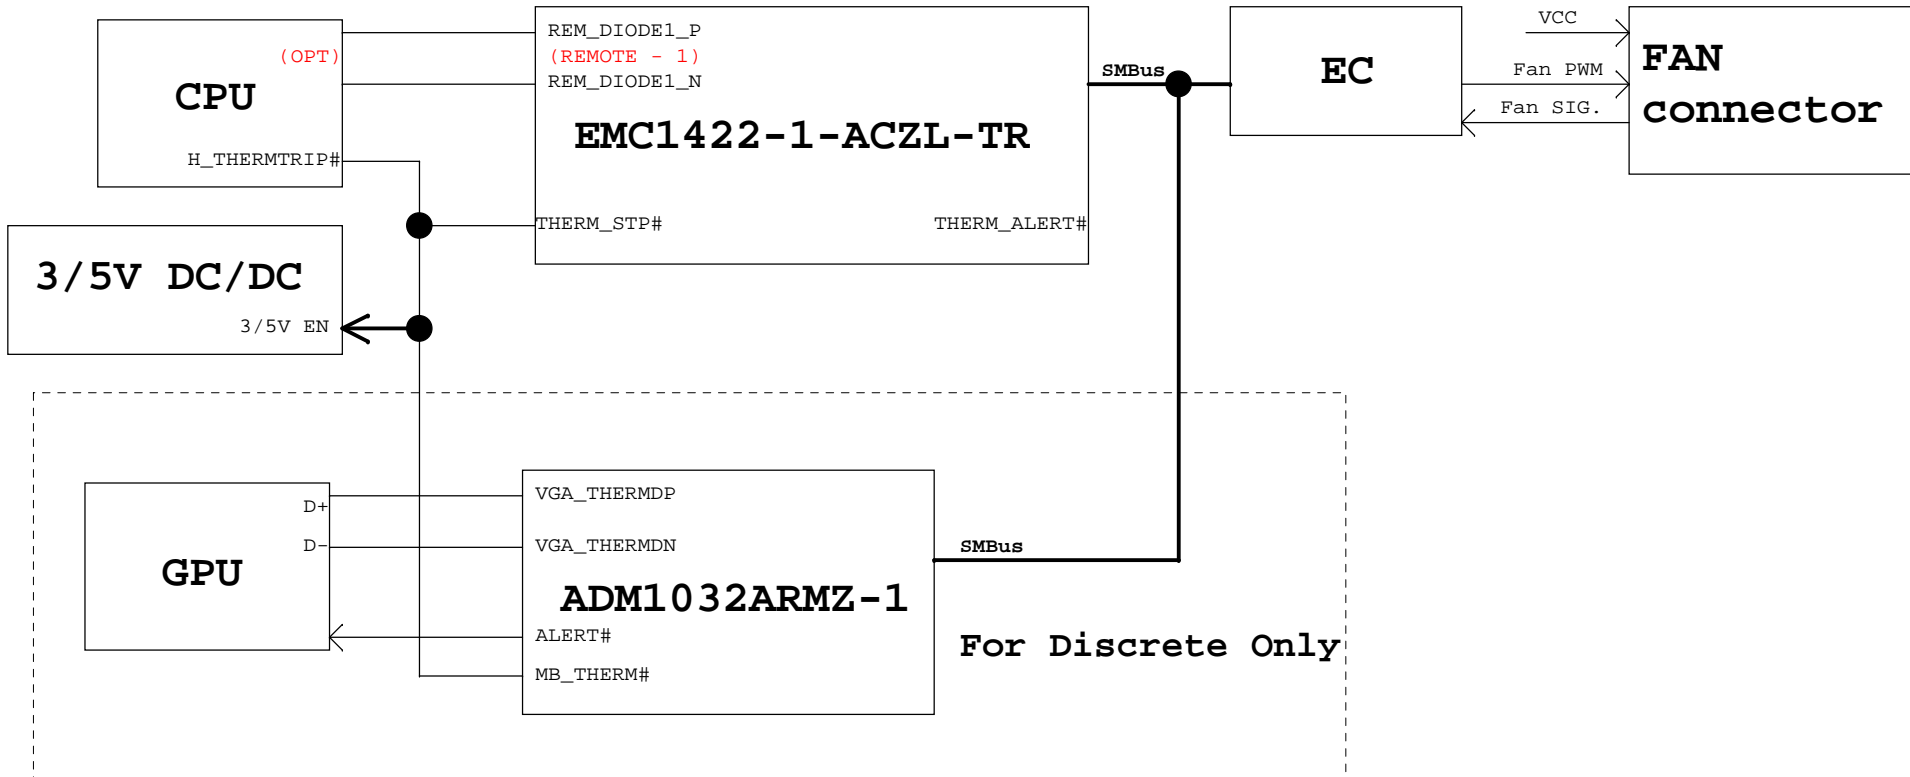 REM_DIODE1_P
(OPT)
(REMOTE - 1)
REM_DIODE1_N
CPU
EMC1422-1-ACZL-TR
H_THERMTRIP#
THERM_STP#
THERM_ALERT#
SMBus
EC
VCC
Fan PWM
Fan SIG.
FAN
connector
3/5V DC/DC
3/5V EN
GPU
D+
D-
VGA_THERMDP
VGA_THERMDN
ADM1032ARMZ-1
ALERT#
MB_THERM#
SMBus
For Discrete Only